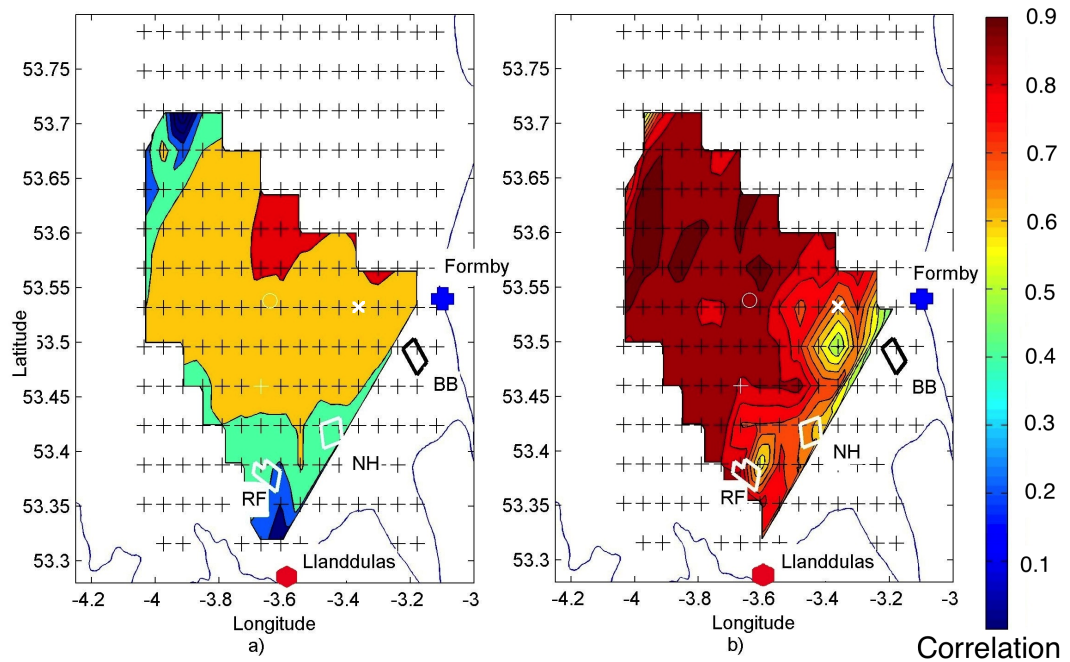 53.75
53.7
53.65
53.6
53.55
53.5
53.45
53.4
53.35
53.3
Latitude
Formby
BB
NH
RF
Llanddulas
-4.2 -4 -3.8 -3.6 -3.4 -3.2 -3
Longitude
a)
53.75
53.7
53.65
53.6
53.55
53.5
53.45
53.4
53.35
53.3
Formby
BB
NH
RF
Llanddulas
-4.2 -4 -3.8 -3.6 -3.4 -3.2 -3
Longitude
b)
0.9
0.8
0.7
0.6
0.5
0.4
0.3
0.2
0.1
Correlation